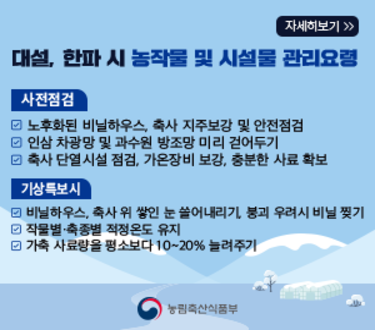 자세히보기 >>
대설, 한파 시 농작물 및 시설물 관리요령
사전점검
노후화된 비닐하우스, 축사 지주보강 및 안전점검
인삼 차광망 및 과수원 방조망 미리 걷어두기
축사 단열시설 점검, 가온장비 보강, 충분한 사료 확보
기상특보시
비닐하우스, 축사 위 쌓인 눈 쓸어내리기, 붕괴 우려시 비닐 찢기
작물별·축종별 적정온도 유지
가축 사료량을 평소보다 10~20% 늘려주기
농림축산식품부